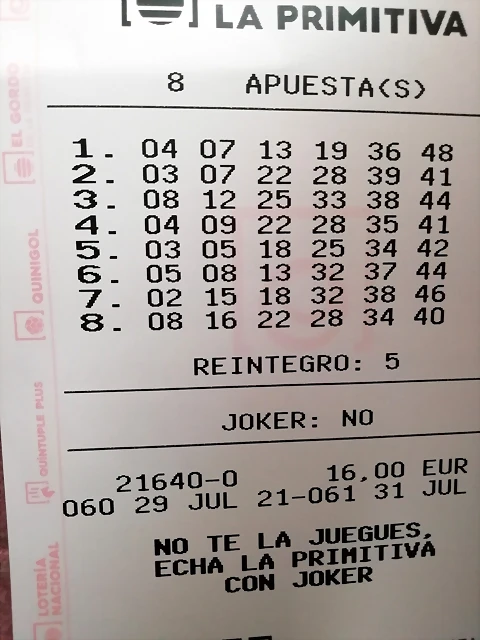 LA PRIMITIVA
8 APUESTA(S)
1. 04 07 13 19 36 48
2. 03 07 22 28 39 41
3. 08 12 25 33 38 44
4. 04 09 22 28 35 41
5. 03 05 18 25 34 42
6. 05 08 13 32 37 44
7. 02 15 18 32 38 46
8. 08 16 22 28 34 40
REINTEGRO: 5
JOKER: NO
21640-0 16,00 EUR
060 29 JUL 21-061 31 JUL
NO TE LA JUEGUES,
ECHA LA PRIMITIVA
CON JOKER
EL GORDO
QUINIGOL
QUÍNTUPLE PLUS
LOTERÍA
NACIONAL